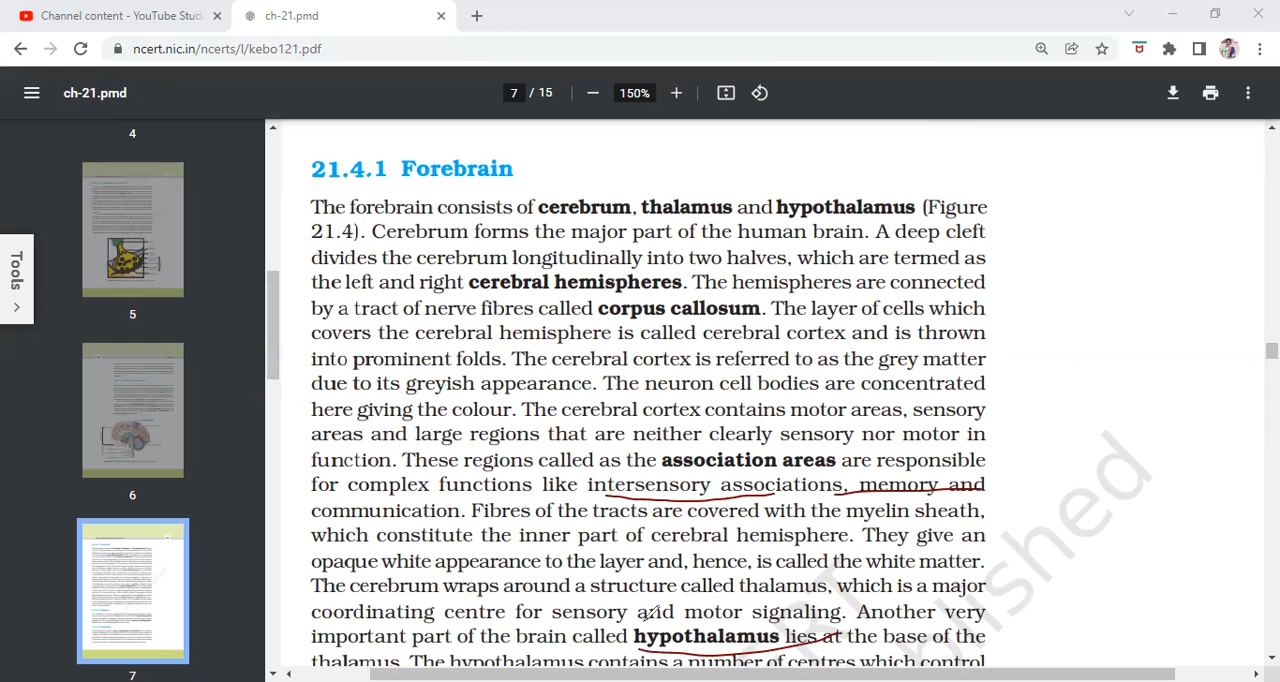 Channel content - YouTube Stud
ch-21.pmd
ncert.nic.in/ncerts/l/kebo121.pdf
ch-21.pmd
7 / 15
150%
4
5
6
7
Tools
21.4.1 Forebrain
The forebrain consists of cerebrum, thalamus and hypothalamus (Figure
21.4). Cerebrum forms the major part of the human brain. A deep cleft
divides the cerebrum longitudinally into two halves, which are termed as
the left and right cerebral hemispheres. The hemispheres are connected
by a tract of nerve fibres called corpus callosum. The layer of cells which
covers the cerebral hemisphere is called cerebral cortex and is thrown
into prominent folds. The cerebral cortex is referred to as the grey matter
due to its greyish appearance. The neuron cell bodies are concentrated
here giving the colour. The cerebral cortex contains motor areas, sensory
areas and large regions that are neither clearly sensory nor motor in
function. These regions called as the association areas are responsible
for complex functions like intersensory associations, memory and
communication. Fibres of the tracts are covered with the myelin sheath,
which constitute the inner part of cerebral hemisphere. They give an
opaque white appearance to the layer and, hence, is called the white matter.
The cerebrum wraps around a structure called thalamus, which is a major
coordinating centre for sensory and motor signaling. Another very
important part of the brain called hypothalamus lies at the base of the
thalamus. The hypothalamus contains a number of centres which control